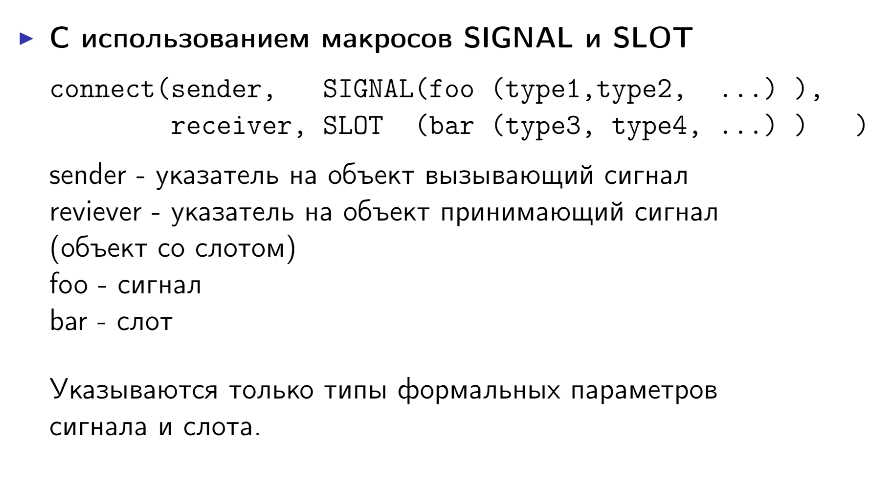 С использованием макросов SIGNAL и SLOT
connect(sender, SIGNAL(foo (type1,type2, ...) ),
receiver, SLOT (bar (type3, type4, ...) ) )
sender - указатель на объект вызывающий сигнал
reviever - указатель на объект принимающий сигнал
(объект со слотом)
foo - сигнал
bar - слот
Указываются только типы формальных параметров
сигнала и слота.